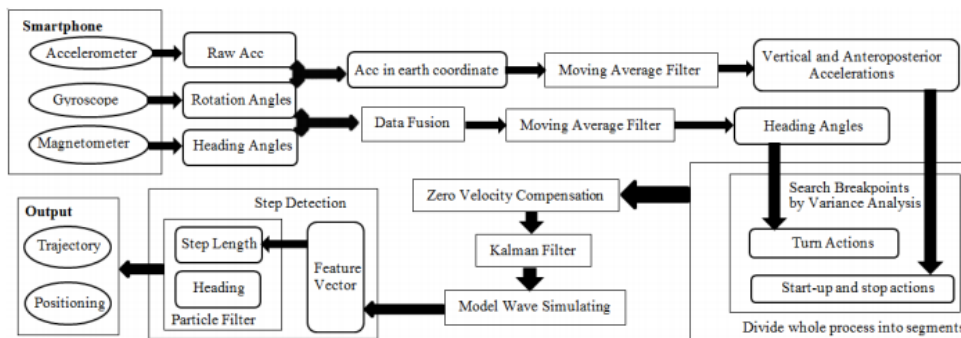 Smartphone
Accelerometer
Raw Acc
Acc in earth coordinate
Moving Average Filter
Vertical and Anteroposterior
Accelerations
Gyroscope
Rotation Angles
Data Fusion
Moving Average Filter
Heading Angles
Magnetometer
Heading Angles
Search Breakpoints
by Variance Analysis
Turn Actions
Start-up and stop actions
Divide whole process into segments
Zero Velocity Compensation
Kalman Filter
Model Wave Simulating
Step Detection
Feature
Vector
Step Length
Heading
Particle Filter
Output
Trajectory
Positioning